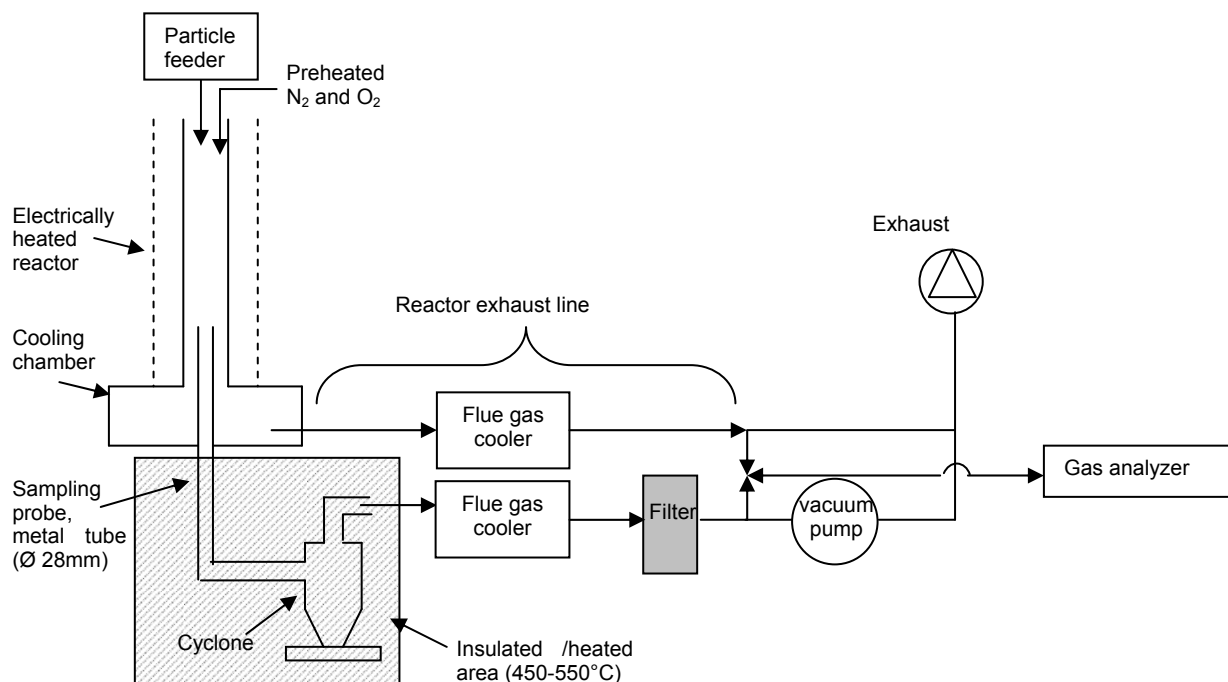 Particle
feeder
Preheated
N₂ and O₂
Electrically
heated
reactor
Exhaust
Reactor exhaust line
Cooling
chamber
Flue gas
cooler
Gas analyzer
Sampling
probe,
metal tube
(Ø 28mm)
Flue gas
cooler
Filter
vacuum
pump
Cyclone
Insulated /heated
area (450-550°C)